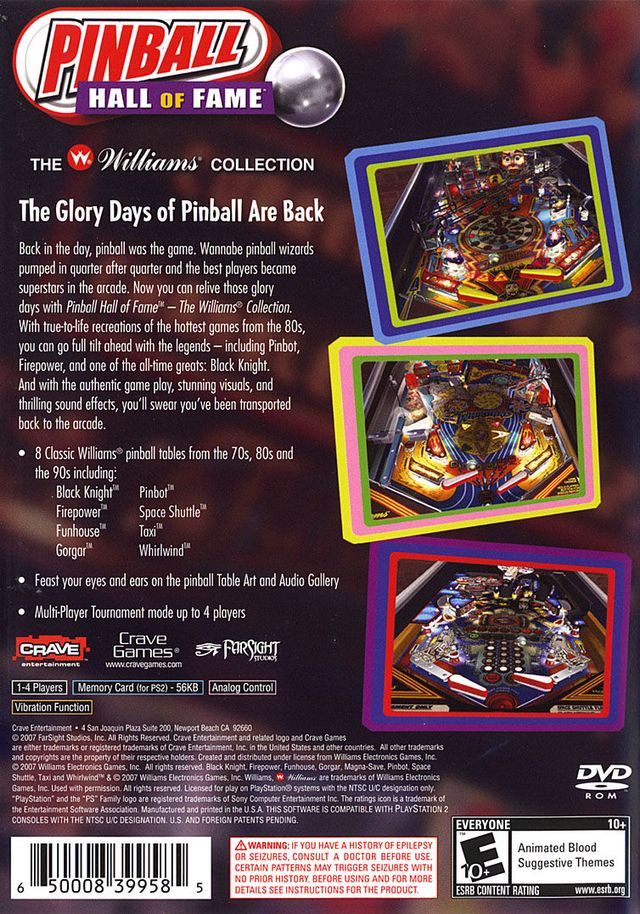 PINBALL
HALL OF FAME™
THE Williams® COLLECTION
The Glory Days of Pinball Are Back
Back in the day, pinball was the game. Wannabe pinball wizards
pumped in quarter after quarter and the best players became
superstars in the arcade. Now you can relive those glory
days with Pinball Hall of Fame™ – The Williams® Collection.
With true-to-life recreations of the hottest games from the 80s,
you can go full tilt ahead with the legends – including Pinbot,
Firepower, and one of the all-time greats: Black Knight.
And with the authentic game play, stunning visuals, and
thrilling sound effects, you'll swear you've been transported
back to the arcade.
• 8 Classic Williams® pinball tables from the 70s, 80s and
the 90s including:
Black Knight™ Pinbot™
Firepower™ Space Shuttle™
Funhouse™ Taxi™
Gorgar™ Whirlwind™
• Feast your eyes and ears on the pinball Table Art and Audio Gallery
• Multi-Player Tournament mode up to 4 players
CRAVE
entertainment
Crave
Games®
www.cravegames.com
FARSIGHT
STUDIOS
1-4 Players
Memory Card (for PS2) - 56KB
Analog Control
Vibration Function
Crave Entertainment • 4 San Joaquin Plaza Suite 200, Newport Beach CA 92660
© 2007 FarSight Studios, Inc. All Rights Reserved. Crave Entertainment and related logo and Crave Games
are either trademarks or registered trademarks of Crave Entertainment, Inc. in the United States and other countries. All other trademarks
and copyrights are the property of their respective holders. Created and distributed under license from Williams Electronics Games, Inc.
© 2007 Williams Electronics Games, Inc. All rights reserved. Black Knight, Firepower, Funhouse, Gorgar, Magna-Save, Pinbot, Space
Shuttle, Taxi and Whirlwind™ & © 2007 Williams Electronics Games, Inc. Williams, Williams are trademarks of Williams Electronics
Games, Inc. Used with permission. All rights reserved. Licensed for play on PlayStation® systems with the NTSC U/C designation only.
"PlayStation" and the "PS" Family logo are registered trademarks of Sony Computer Entertainment Inc. The ratings icon is a trademark of
the Entertainment Software Association. Manufactured and printed in the U.S.A. THIS SOFTWARE IS COMPATIBLE WITH PLAYSTATION 2
CONSOLES WITH THE NTSC U/C DESIGNATION. U.S. AND FOREIGN PATENTS PENDING.
DVD
ROM
6 50008 39958 5
WARNING: IF YOU HAVE A HISTORY OF EPILEPSY
OR SEIZURES, CONSULT A DOCTOR BEFORE USE.
CERTAIN PATTERNS MAY TRIGGER SEIZURES WITH
NO PRIOR HISTORY. BEFORE USING AND FOR MORE
DETAILS SEE INSTRUCTIONS FOR THE PRODUCT.
EVERYONE 10+
E
10+
Animated Blood
Suggestive Themes
ESRB CONTENT RATING www.esrb.org